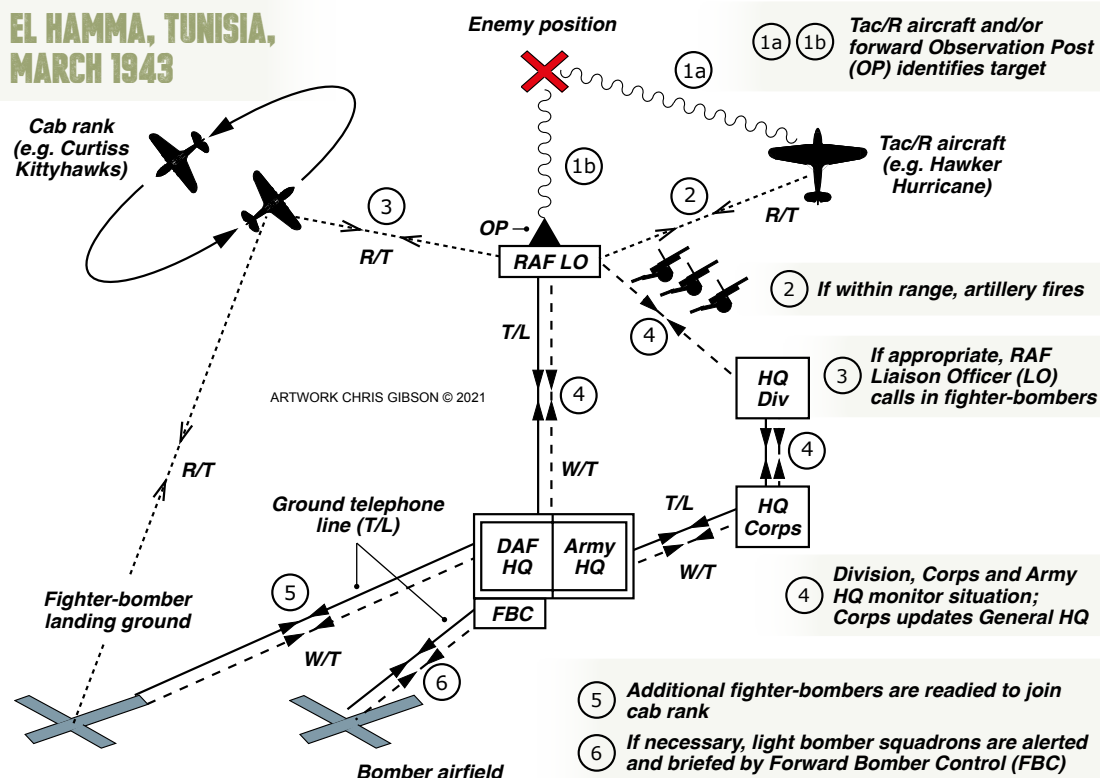 EL HAMMA, TUNISIA,
MARCH 1943
Enemy position
1a 1b
Tac/R aircraft and/or
forward Observation Post
(OP) identifies target
Cab rank
(e.g. Curtiss
Kittyhawks)
1a
1b
Tac/R aircraft
(e.g. Hawker
Hurricane)
2
R/T
3
R/T
OP
RAF LO
2
If within range, artillery fires
T/L
4
4
W/T
3
If appropriate, RAF
Liaison Officer (LO)
calls in fighter-bombers
HQ
Div
4
HQ
Corps
ARTWORK CHRIS GIBSON © 2021
R/T
Ground telephone
line (T/L)
T/L
W/T
DAF
HQ
Army
HQ
FBC
4
Division, Corps and Army
HQ monitor situation;
Corps updates General HQ
Fighter-bomber
landing ground
5
W/T
6
5
Additional fighter-bombers are readied to join
cab rank
6
If necessary, light bomber squadrons are alerted
and briefed by Forward Bomber Control (FBC)
Bomber airfield